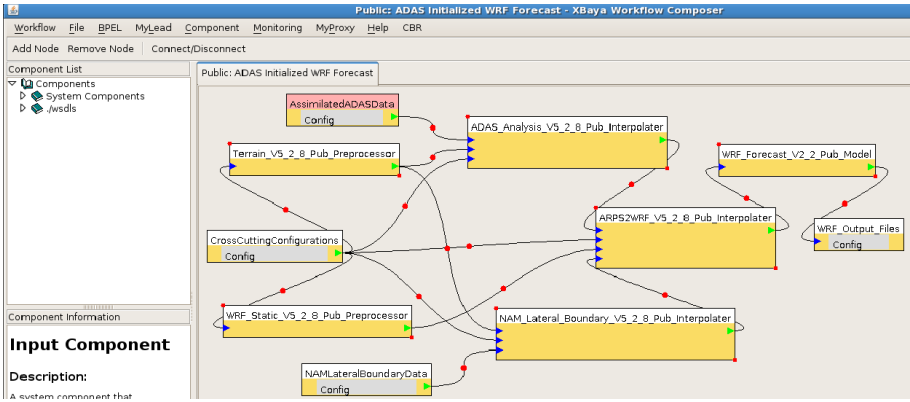 Public: ADAS Initialized WRF Forecast - XBaya Workflow Composer
Workflow File BPEL MyLead Component Monitoring MyProxy Help CBR
Add Node Remove Node Connect/Disconnect
Component List
Components
System Components
./wsdls
Public: ADAS Initialized WRF Forecast
AssimilatedADASData
Config
ADAS_Analysis_V5_2_8_Pub_Interpolater
Terrain_V5_2_8_Pub_Preprocessor
WRF_Forecast_V2_2_Pub_Model
ARPS2WRF_V5_2_8_Pub_Interpolater
WRF_Output_Files
Config
CrossCuttingConfigurations
Config
WRF_Static_V5_2_8_Pub_Preprocessor
NAM_Lateral_Boundary_V5_2_8_Pub_Interpolater
NAMLateralBoundaryData
Config
Component Information
Input Component
Description:
A system component that